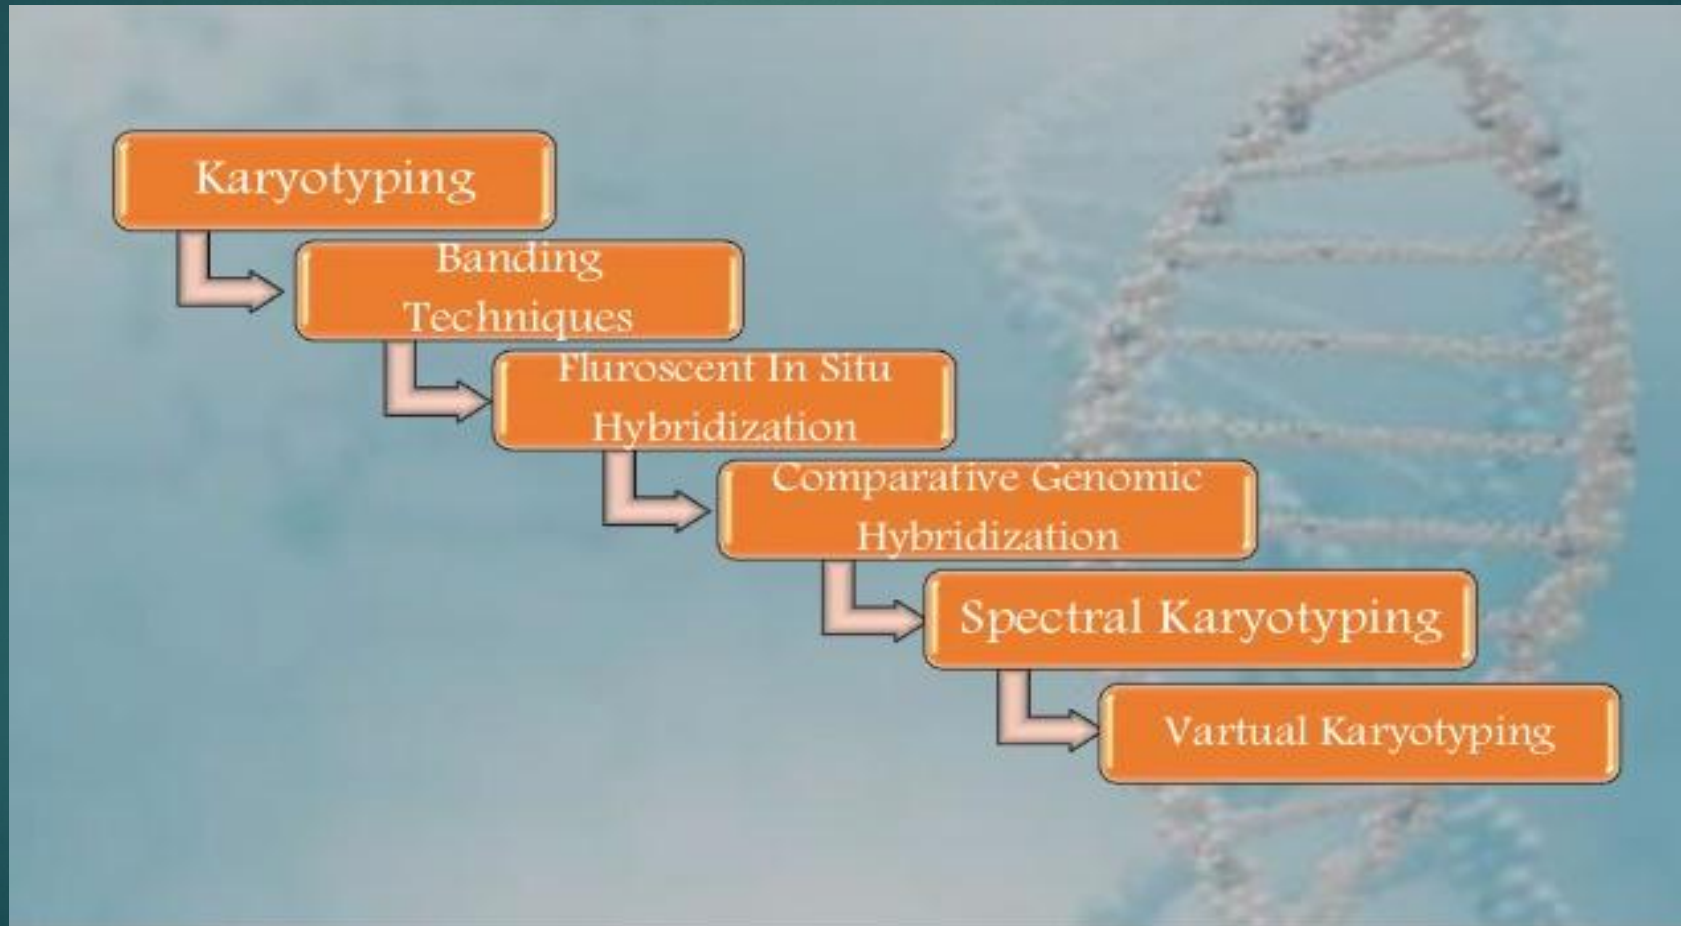 Karyotyping
Banding
Techniques
Fluroscent In Situ
Hybridization
Comparative Genomic
Hybridization
Spectral Karyotyping
Vartual Karyotyping